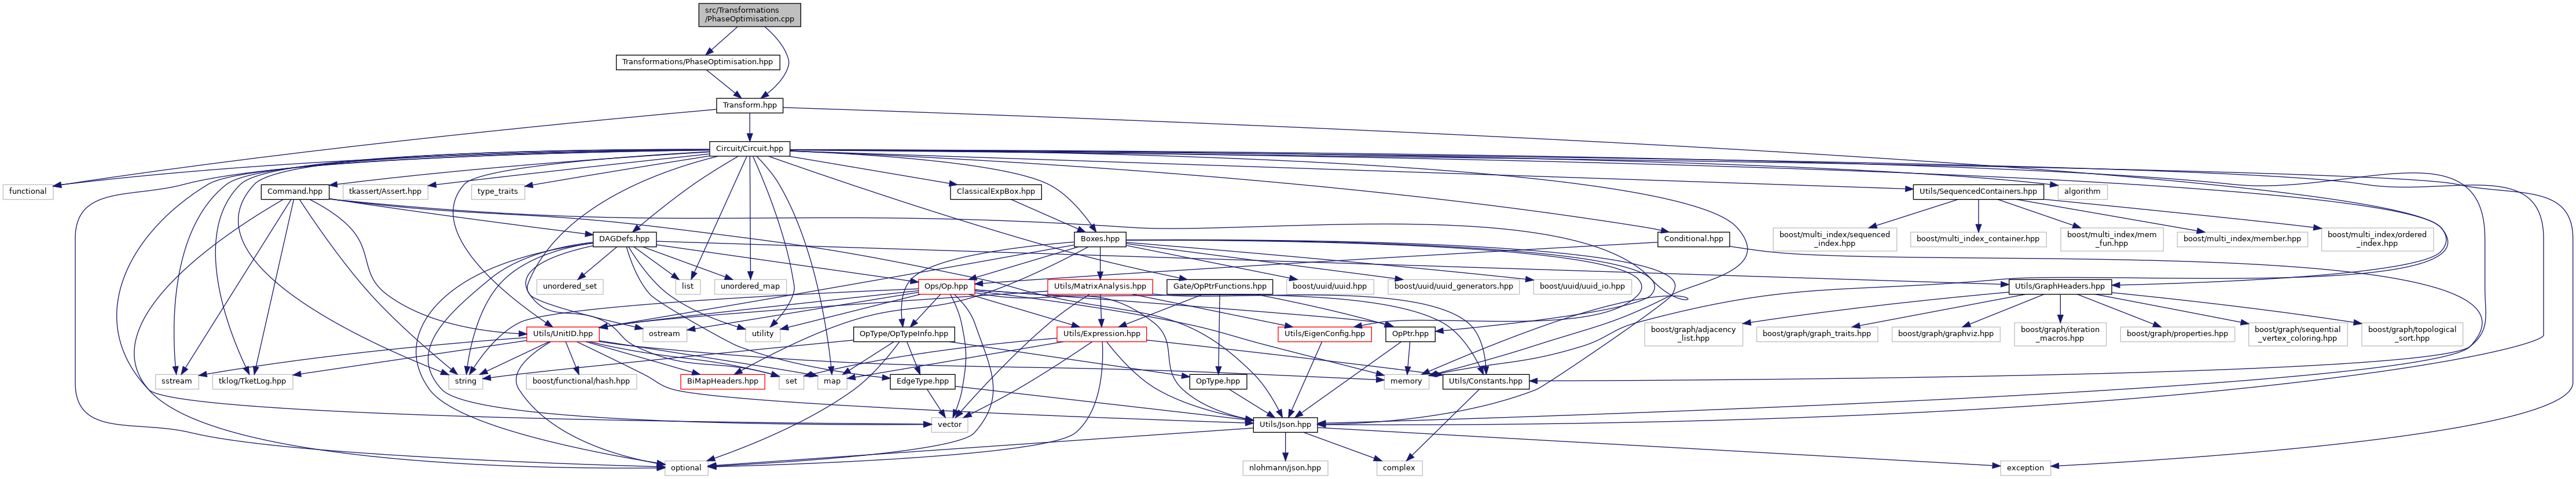 src/Transformations
/PhaseOptimisation.cpp
Transformations/PhaseOptimisation.hpp
Transform.hpp
Circuit/Circuit.hpp
functional
Command.hpp
tkassert/Assert.hpp
type_traits
ClassicalExpBox.hpp
Utils/SequencedContainers.hpp
algorithm
DAGDefs.hpp
Boxes.hpp
Conditional.hpp
boost/multi_index/sequenced
_index.hpp
boost/multi_index_container.hpp
boost/multi_index/mem
_fun.hpp
boost/multi_index/member.hpp
boost/multi_index/ordered
_index.hpp
unordered_set
list
unordered_map
Ops/Op.hpp
Utils/MatrixAnalysis.hpp
Gate/OpPtrFunctions.hpp
boost/uuid/uuid.hpp
boost/uuid/uuid_generators.hpp
boost/uuid/uuid_io.hpp
Utils/GraphHeaders.hpp
Utils/UnitID.hpp
ostream
utility
OpType/OpTypeInfo.hpp
Utils/Expression.hpp
Utils/EigenConfig.hpp
OpPtr.hpp
boost/graph/adjacency
_list.hpp
boost/graph/graph_traits.hpp
boost/graph/graphviz.hpp
boost/graph/iteration
_macros.hpp
boost/graph/properties.hpp
boost/graph/sequential
_vertex_coloring.hpp
boost/graph/topological
_sort.hpp
sstream
tklog/TketLog.hpp
string
boost/functional/hash.hpp
BiMapHeaders.hpp
set
map
EdgeType.hpp
OpType.hpp
memory
Utils/Constants.hpp
vector
Utils/Json.hpp
optional
nlohmann/json.hpp
complex
exception